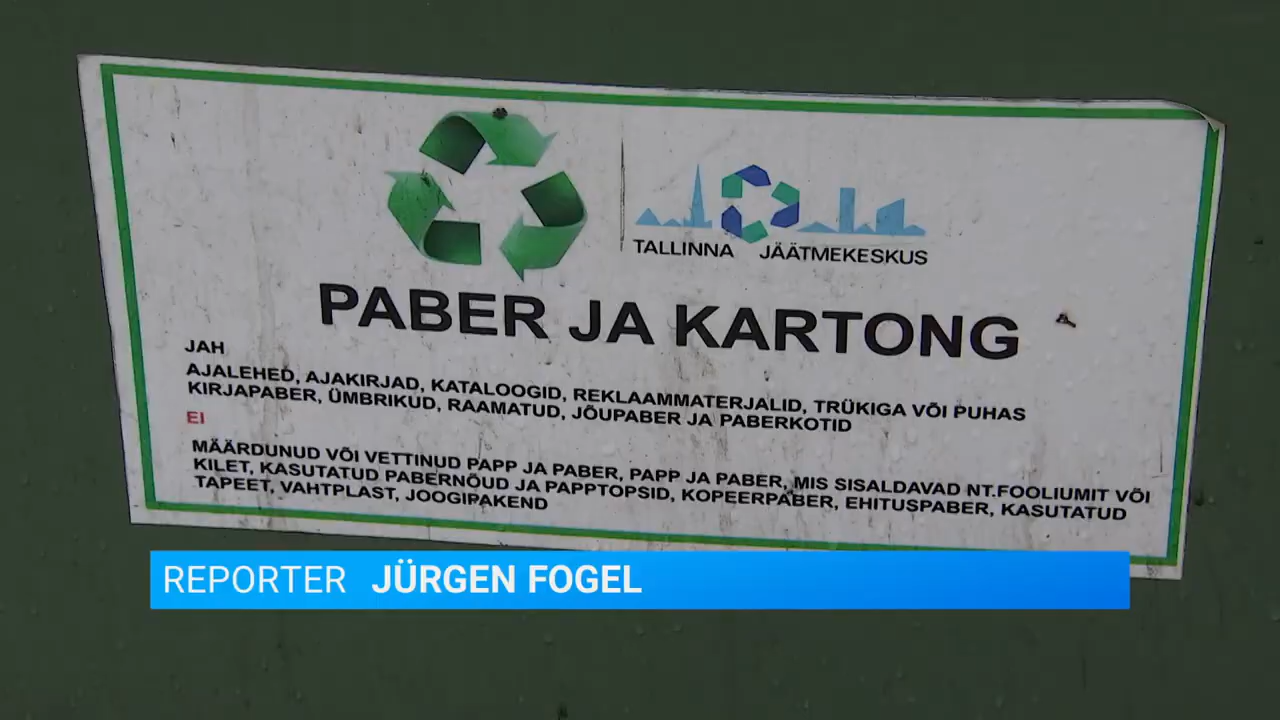 TALLINNA JÄÄTMEKESKUS
PABER JA KARTONG
JAH
AJALEHED, AJAKIRJAD, KATALOOGID, REKLAAMMATERJALID, TRÜKIGA VÕI PUHAS
KIRJAPABER, ÜMBRIKUD, RAAMATUD, JÕUPABER JA PABERKOTID
EI
MÄÄRDUNUD VÕI VETTINUD PAPP JA PABER, PAPP JA PABER, MIS SISALDAVAD NT.FOOLIUMIT VÕI
KILET, KASUTATUD PABERNÕUD JA PAPPTOPSID, KOPEERPABER, EHITUSPABER, KASUTATUD
TAPEET, VAHTPLAST, JOOGIPAKEND
REPORTER JÜRGEN FOGEL